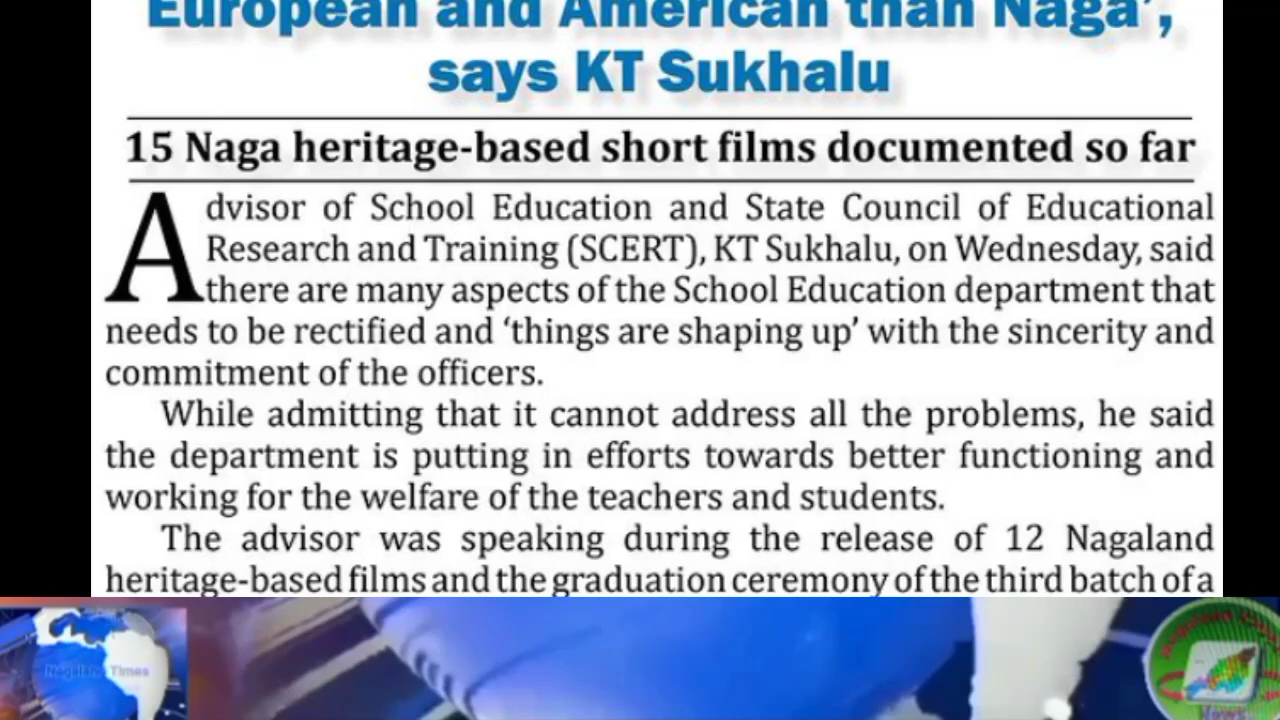 European and American than Naga',
says KT Sukhalu
15 Naga heritage-based short films documented so far
Advisor of School Education and State Council of Educational
Research and Training (SCERT), KT Sukhalu, on Wednesday, said
there are many aspects of the School Education department that
needs to be rectified and ‘things are shaping up’ with the sincerity and
commitment of the officers.
While admitting that it cannot address all the problems, he said
the department is putting in efforts towards better functioning and
working for the welfare of the teachers and students.
The advisor was speaking during the release of 12 Nagaland
heritage-based films and the graduation ceremony of the third batch of a
Nagaland Times